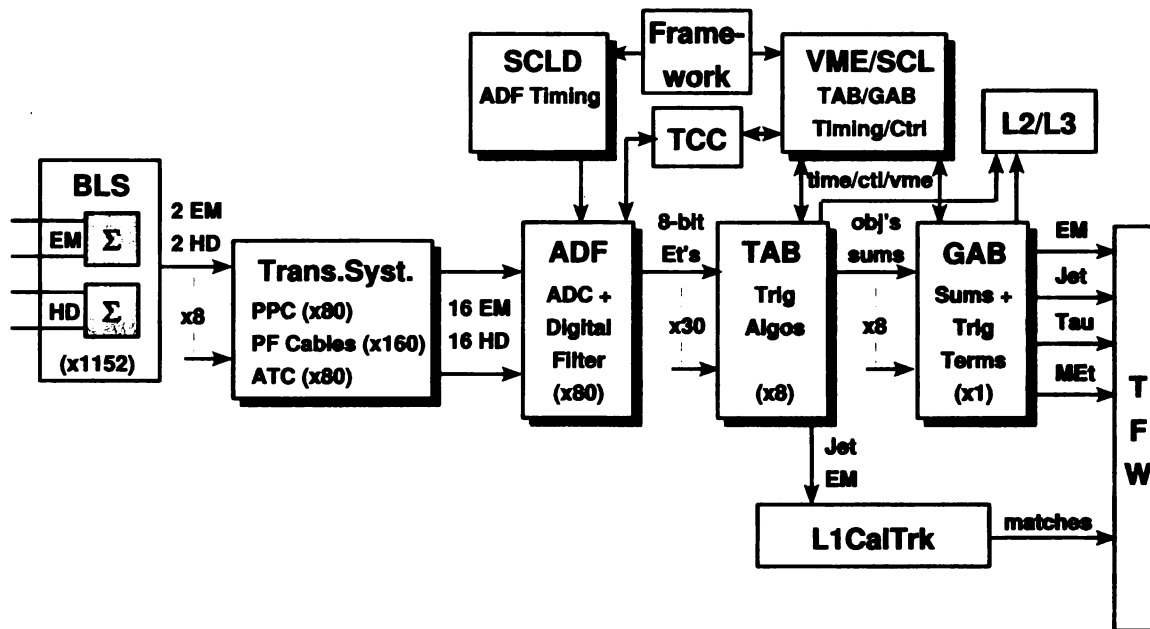 Frame-
work
SCLD
ADF Timing
VME/SCL
TAB/GAB
Timing/Ctrl
TCC
L2/L3
time/ctl/vme
BLS
EM
Σ
HD
Σ
(x1152)
2 EM
2 HD
x8
Trans.Syst.
PPC (x80)
PF Cables (x160)
ATC (x80)
16 EM
16 HD
ADF
ADC +
Digital
Filter
(x80)
8-bit
Et's
x30
TAB
Trig
Algos
(x8)
obj's
sums
x8
GAB
Sums +
Trig
Terms
(x1)
EM
Jet
Tau
MEt
T
F
W
Jet
EM
L1CalTrk
matches